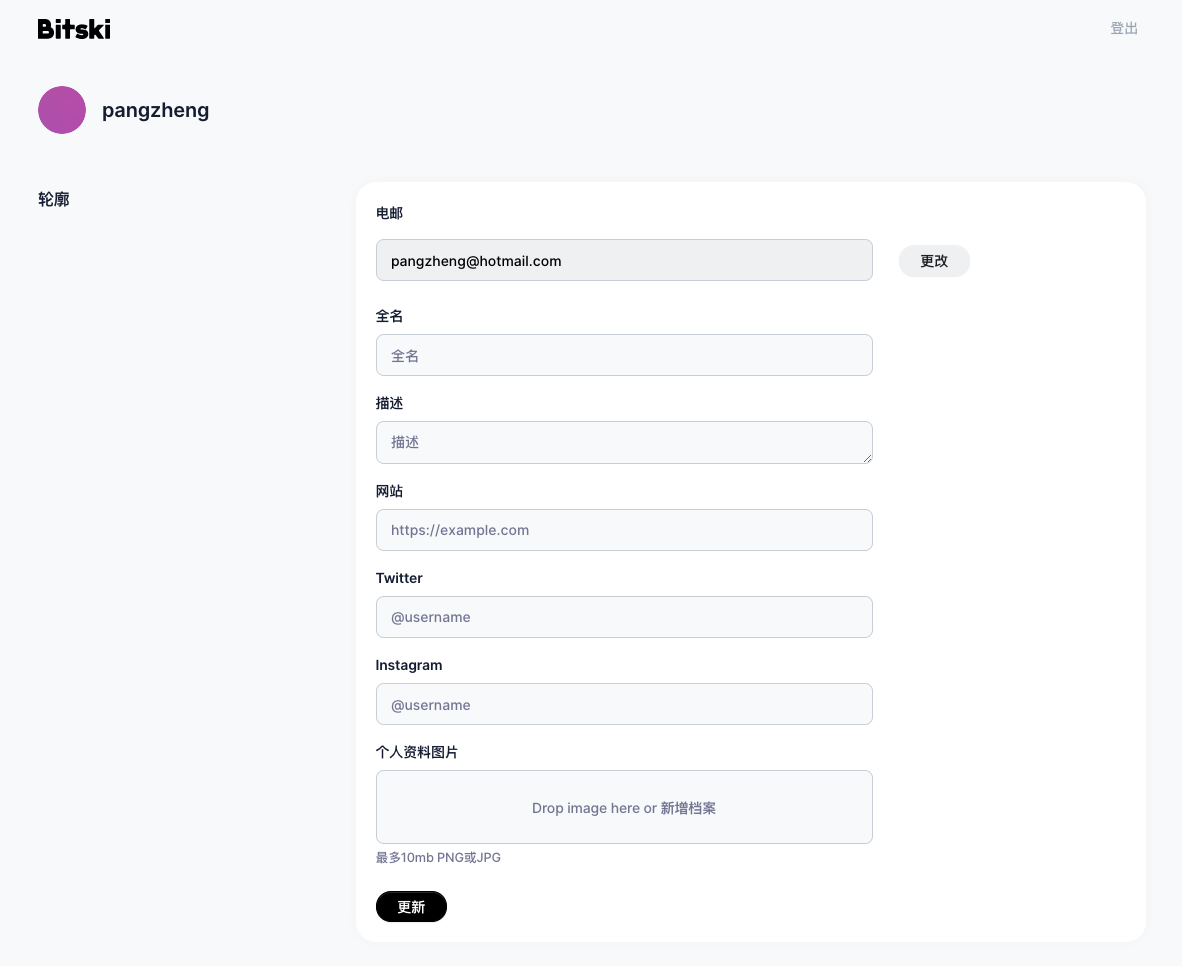 Bitski
登出
pangzheng
轮廓
电邮
pangzheng@hotmail.com
更改
全名
全名
描述
描述
网站
https://example.com
Twitter
@username
Instagram
@username
个人资料图片
Drop image here or 新增档案
最多10mb PNG或JPG
更新